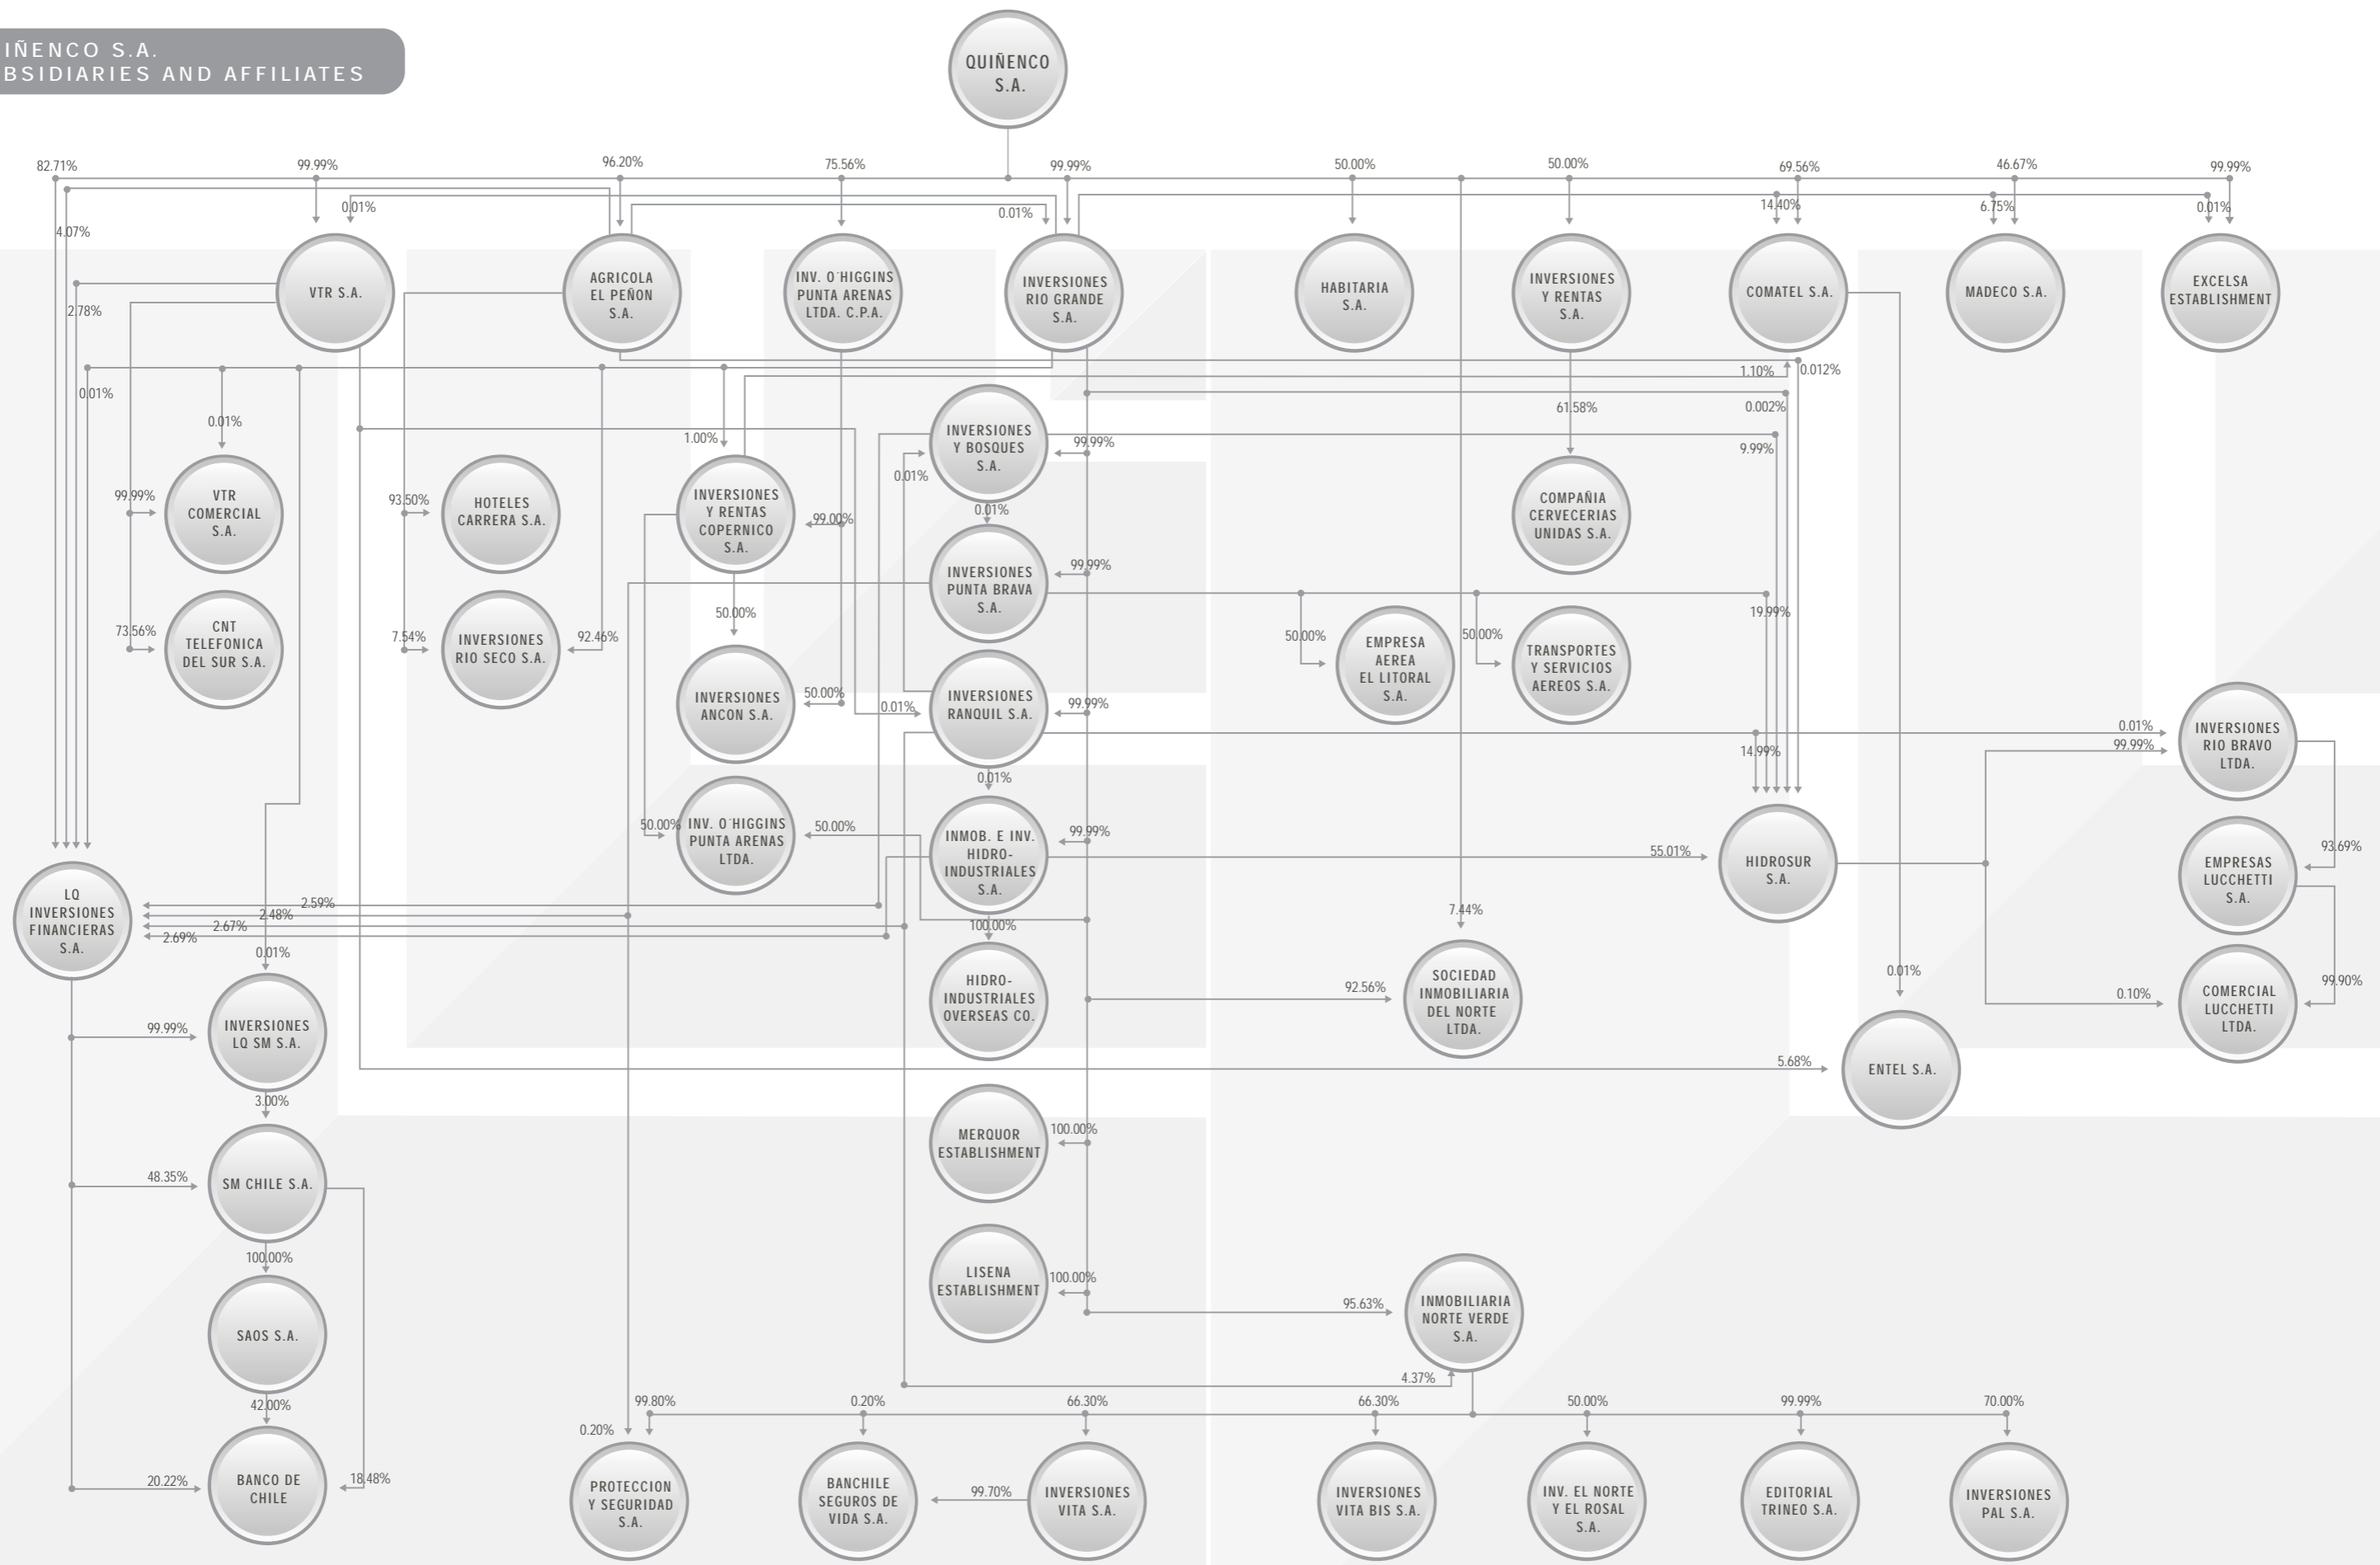 IÑENCO S.A.
BSIDIARIES AND AFFILIATES
QUIÑENCO
S.A.
82.71%
99.99%
96.20%
75.56%
99.99%
50.00%
50.00%
69.56%
46.67%
99.99%
0.01%
0.01%
14.40%
6.75%
0.01%
4.07%
VTR S.A.
AGRICOLA
EL PEÑON
S.A.
INV. O´HIGGINS
PUNTA ARENAS
LTDA. C.P.A.
INVERSIONES
RIO GRANDE
S.A.
HABITARIA
S.A.
INVERSIONES
Y RENTAS
S.A.
COMATEL S.A.
MADECO S.A.
EXCELSA
ESTABLISHMENT
2.78%
0.01%
1.10%
0.012%
0.002%
61.58%
0.01%
1.00%
INVERSIONES
Y BOSQUES
S.A.
99.99%
9.99%
0.01%
99.99%
VTR
COMERCIAL
S.A.
93.50%
HOTELES
CARRERA S.A.
INVERSIONES
Y RENTAS
COPERNICO
S.A.
99.00%
0.01%
COMPAÑIA
CERVECERIAS
UNIDAS S.A.
INVERSIONES
PUNTA BRAVA
S.A.
99.99%
50.00%
19.99%
73.56%
CNT
TELEFONICA
DEL SUR S.A.
7.54%
INVERSIONES
RIO SECO S.A.
92.46%
50.00%
EMPRESA
AEREA
EL LITORAL
S.A.
50.00%
TRANSPORTES
Y SERVICIOS
AEREOS S.A.
INVERSIONES
ANCON S.A.
50.00%
0.01%
INVERSIONES
RANQUIL S.A.
99.99%
14.99%
0.01%
99.99%
INVERSIONES
RIO BRAVO
LTDA.
0.01%
50.00%
INV. O´HIGGINS
PUNTA ARENAS
LTDA.
50.00%
INMOB. E INV.
HIDRO-
INDUSTRIALES
S.A.
99.99%
55.01%
HIDROSUR
S.A.
93.69%
EMPRESAS
LUCCHETTI
S.A.
LQ
INVERSIONES
FINANCIERAS
S.A.
2.59%
2.48%
2.67%
2.69%
100.00%
7.44%
0.01%
HIDRO-
INDUSTRIALES
OVERSEAS CO.
92.56%
SOCIEDAD
INMOBILIARIA
DEL NORTE
LTDA.
0.01%
0.10%
COMERCIAL
LUCCHETTI
LTDA.
99.90%
99.99%
INVERSIONES
LQ SM S.A.
5.68%
ENTEL S.A.
3.00%
MERQUOR
ESTABLISHMENT
100.00%
48.35%
SM CHILE S.A.
100.00%
LISENA
ESTABLISHMENT
100.00%
95.63%
INMOBILIARIA
NORTE VERDE
S.A.
SAOS S.A.
4.37%
42.00%
99.80%
0.20%
66.30%
66.30%
50.00%
99.99%
70.00%
0.20%
20.22%
BANCO DE
CHILE
18.48%
PROTECCION
Y SEGURIDAD
S.A.
BANCHILE
SEGUROS DE
VIDA S.A.
99.70%
INVERSIONES
VITA S.A.
INVERSIONES
VITA BIS S.A.
INV. EL NORTE
Y EL ROSAL
S.A.
EDITORIAL
TRINEO S.A.
INVERSIONES
PAL S.A.